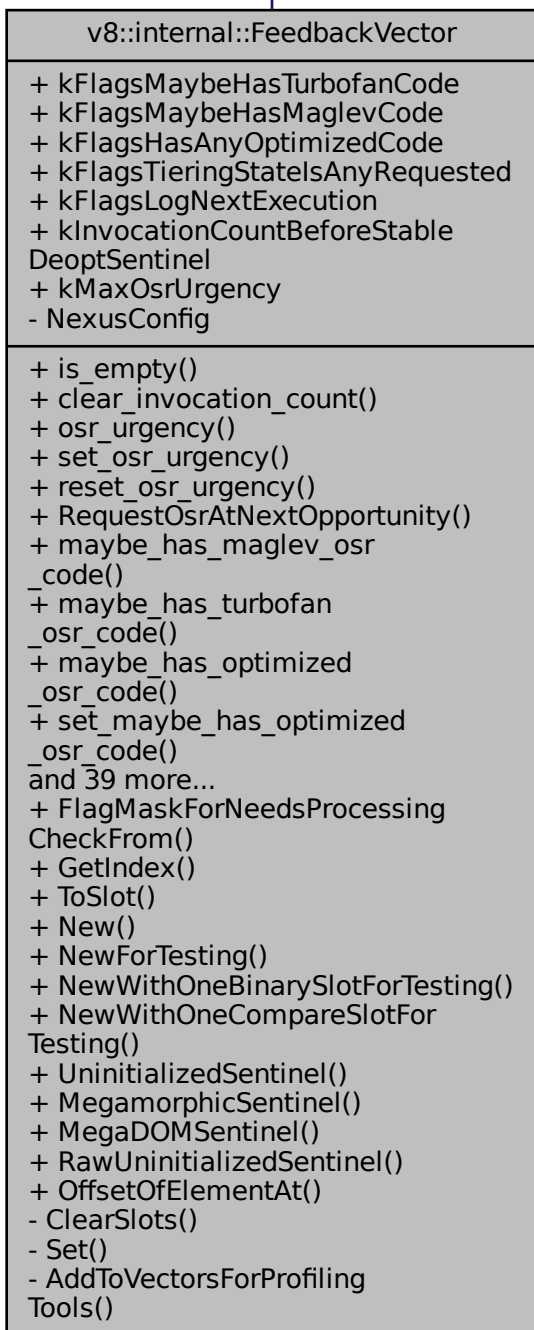 v8::internal::FeedbackVector
+ kFlagsMaybeHasTurbofanCode
+ kFlagsMaybeHasMaglevCode
+ kFlagsHasAnyOptimizedCode
+ kFlagsTieringStateIsAnyRequested
+ kFlagsLogNextExecution
+ kInvocationCountBeforeStable
DeoptSentinel
+ kMaxOsrUrgency
- NexusConfig
+ is_empty()
+ clear_invocation_count()
+ osr_urgency()
+ set_osr_urgency()
+ reset_osr_urgency()
+ RequestOsrAtNextOpportunity()
+ maybe_has_maglev_osr
_code()
+ maybe_has_turbofan
_osr_code()
+ maybe_has_optimized
_osr_code()
+ set_maybe_has_optimized
_osr_code()
and 39 more...
+ FlagMaskForNeedsProcessing
CheckFrom()
+ GetIndex()
+ ToSlot()
+ New()
+ NewForTesting()
+ NewWithOneBinarySlotForTesting()
+ NewWithOneCompareSlotFor
Testing()
+ UninitializedSentinel()
+ MegamorphicSentinel()
+ MegaDOMSentinel()
+ RawUninitializedSentinel()
+ OffsetOfElementAt()
- ClearSlots()
- Set()
- AddToVectorsForProfiling
Tools()